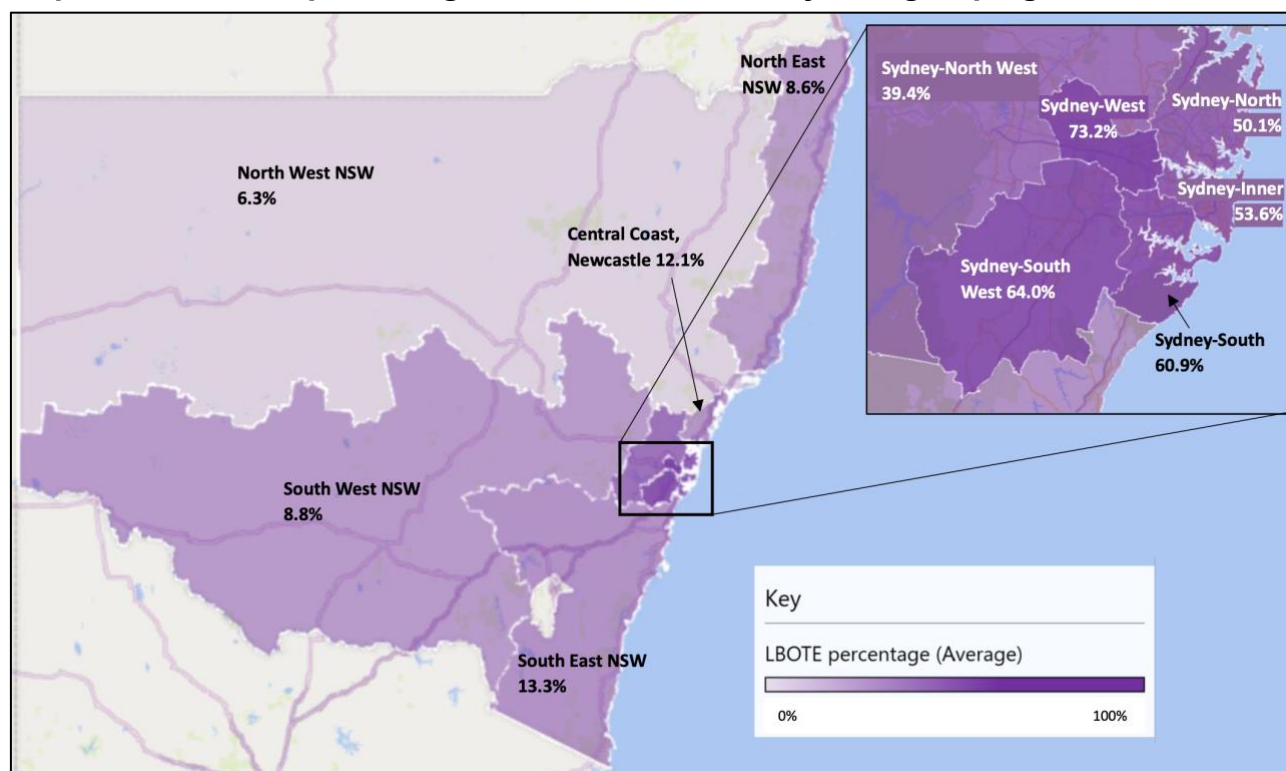 North East
NSW 8.6%
North West NSW
6.3%
Central Coast,
Newcastle 12.1%
South West NSW
8.8%
South East NSW
13.3%
Sydney-North West
39.4%
Sydney-West
73.2%
Sydney-North
50.1%
Sydney-Inner
53.6%
Sydney-South
West 64.0%
Sydney-South
60.9%
Key
LBOTE percentage (Average)
0%
100%